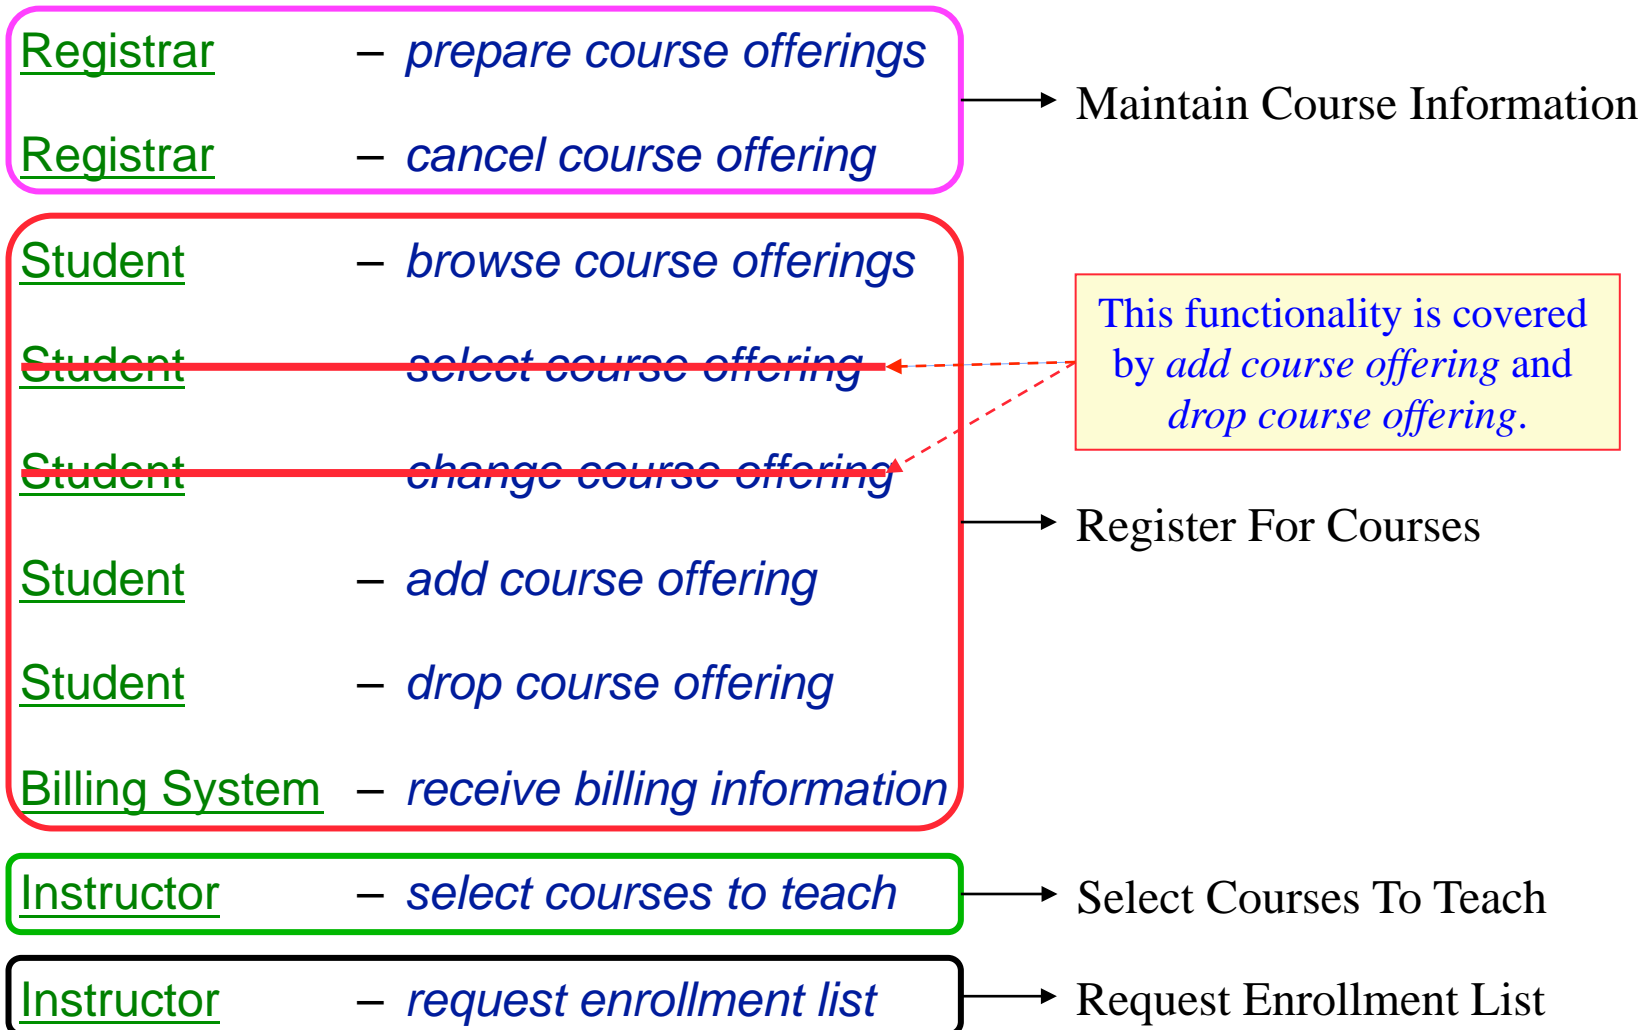 Registrar – prepare course offerings
Maintain Course Information
Registrar – cancel course offering
Student – browse course offerings
Student – select course offering
Student – change course offering
This functionality is covered
by add course offering and
drop course offering.
Register For Courses
Student – add course offering
Student – drop course offering
Billing System – receive billing information
Instructor – select courses to teach
Select Courses To Teach
Instructor – request enrollment list
Request Enrollment List